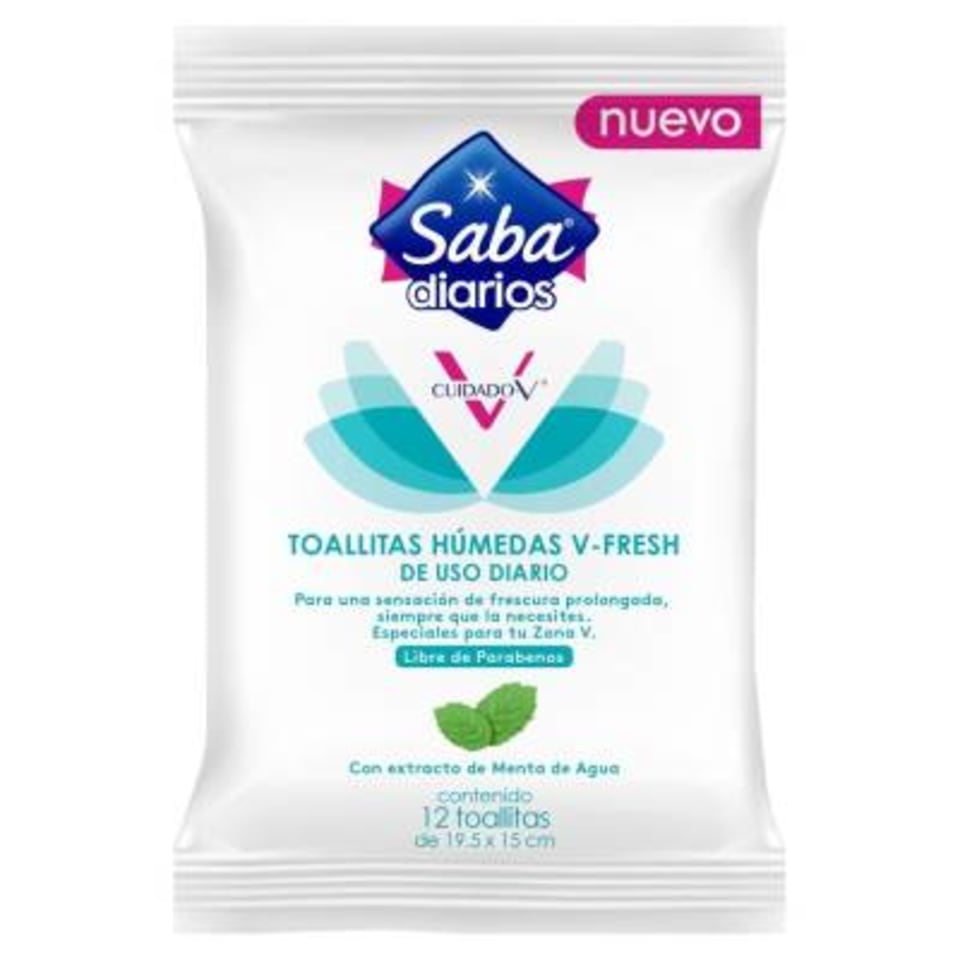 nuevo
Saba®
diarios
CUIDADO V®
TOALLITAS HÚMEDAS V-FRESH
DE USO DIARIO
Para una sensación de frescura prolongada,
siempre que la necesites.
Especiales para tu Zona V.
Libre de Parabenos
Con extracto de Menta de Agua
contenido
12 toallitas
de 19.5 x 15 cm